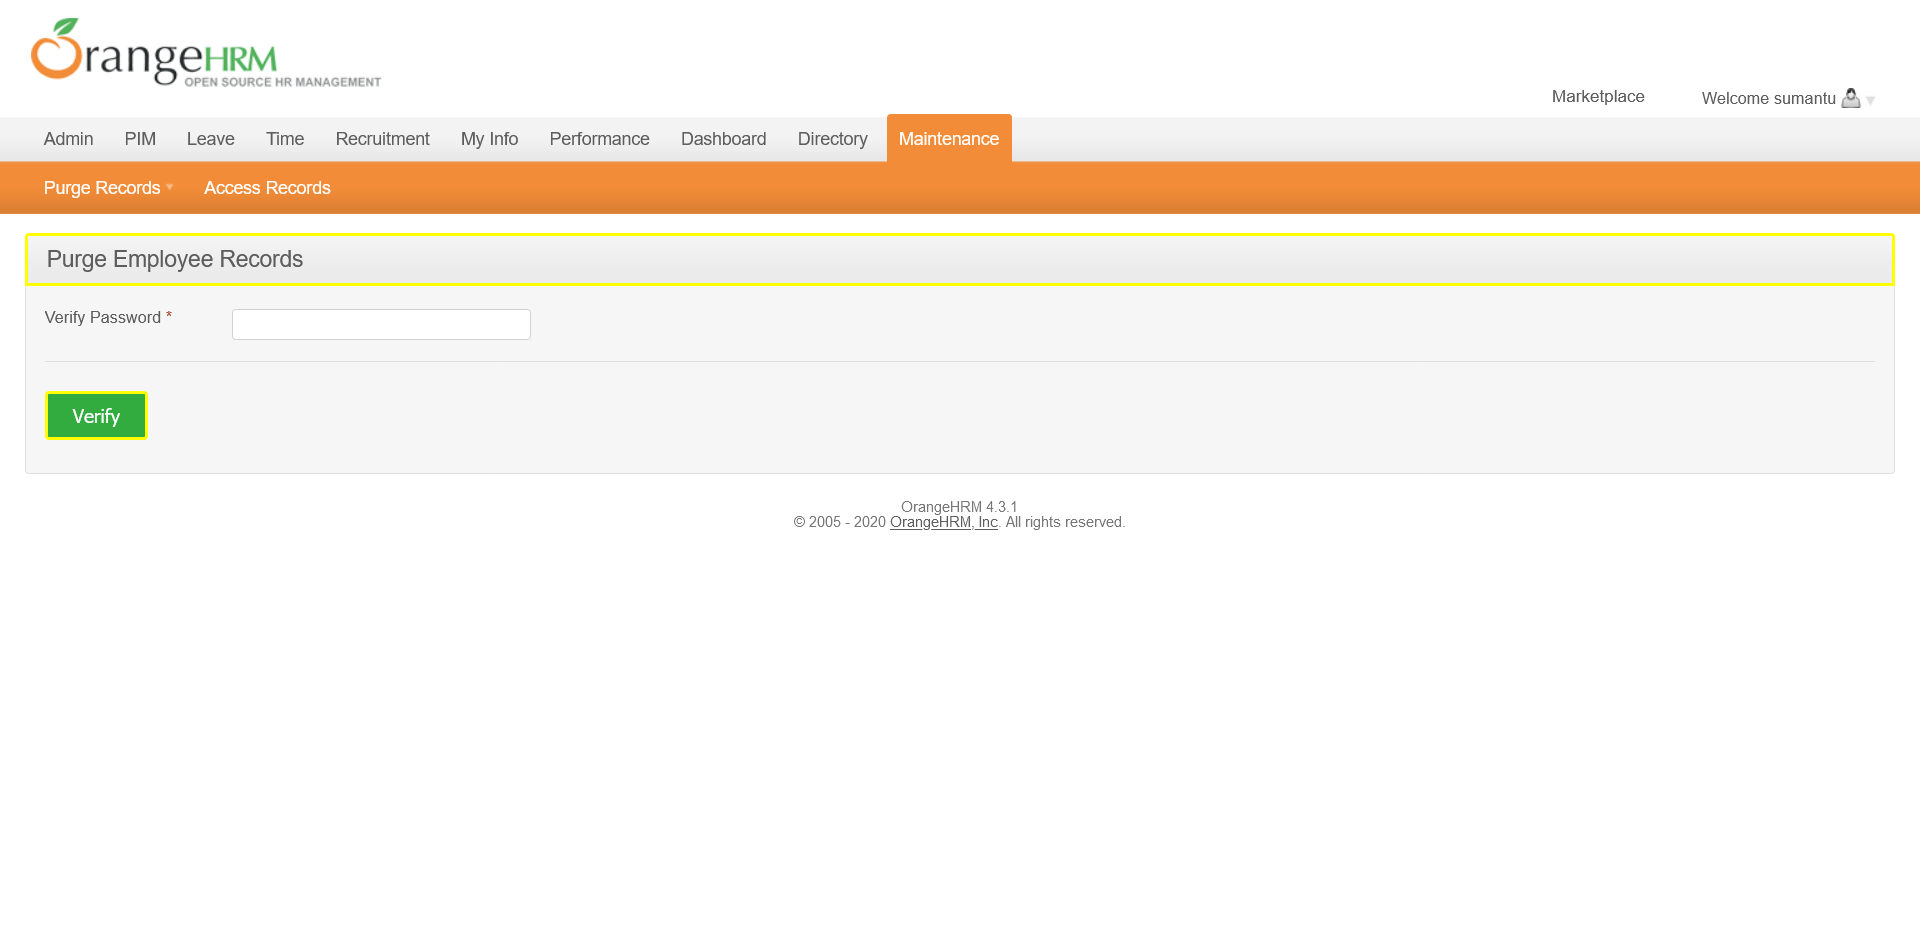 OrangeHRM
OPEN SOURCE HR MANAGEMENT
Marketplace
Welcome sumantu
Admin PIM Leave Time Recruitment My Info Performance Dashboard Directory Maintenance
Purge Records Access Records
Purge Employee Records
Verify Password *
Verify
OrangeHRM 4.3.1
© 2005 - 2020 OrangeHRM, Inc. All rights reserved.